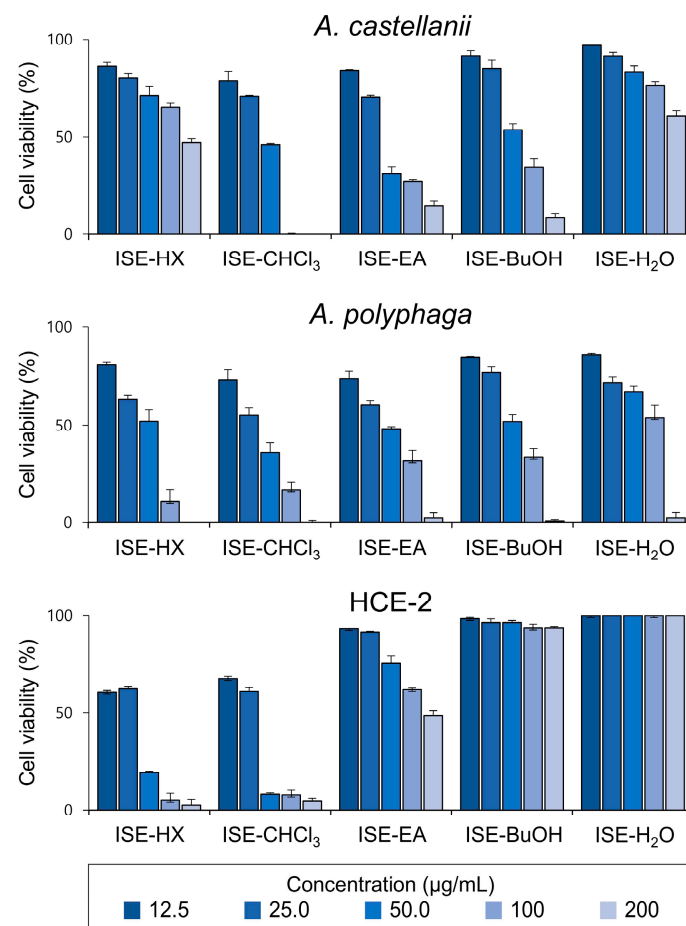 A. castellanii
Cell viability (%)
100
50
0
ISE-HX ISE-CHCl₃ ISE-EA ISE-BuOH ISE-H₂O
A. polyphaga
Cell viability (%)
100
50
0
ISE-HX ISE-CHCl₃ ISE-EA ISE-BuOH ISE-H₂O
HCE-2
Cell viability (%)
100
50
0
ISE-HX ISE-CHCl₃ ISE-EA ISE-BuOH ISE-H₂O
Concentration (µg/mL)
12.5 25.0 50.0 100 200